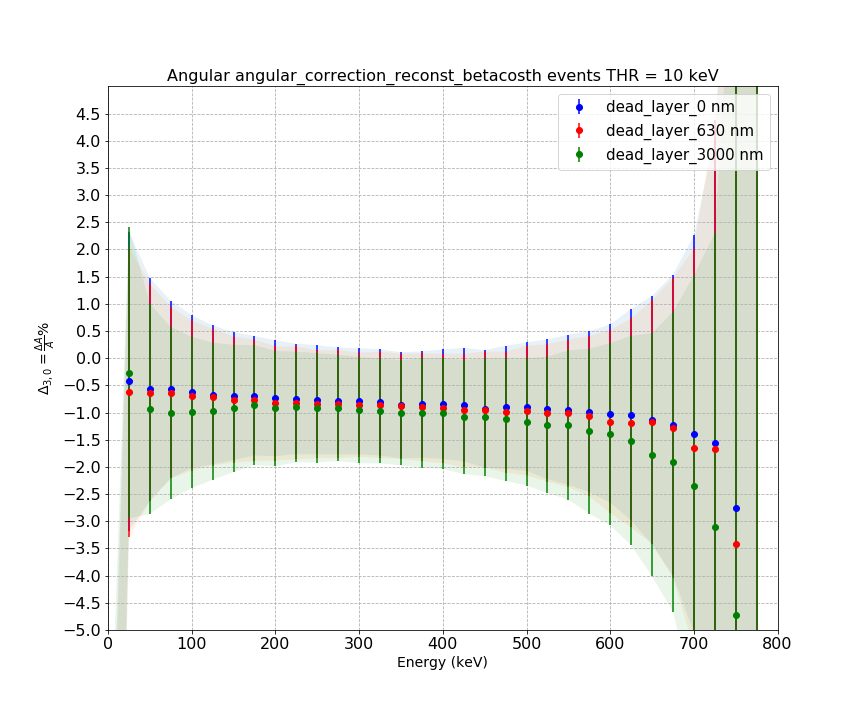 Angular angular_correction_reconst_betacosth events THR = 10 keV
dead_layer_0 nm
dead_layer_630 nm
dead_layer_3000 nm
4.5
4.0
3.5
3.0
2.5
2.0
1.5
1.0
0.5
0.0
−0.5
−1.0
−1.5
−2.0
−2.5
−3.0
−3.5
−4.0
−4.5
−5.0
Δ₃,₀ = ΔA/A %
0 100 200 300 400 500 600 700 800
Energy (keV)